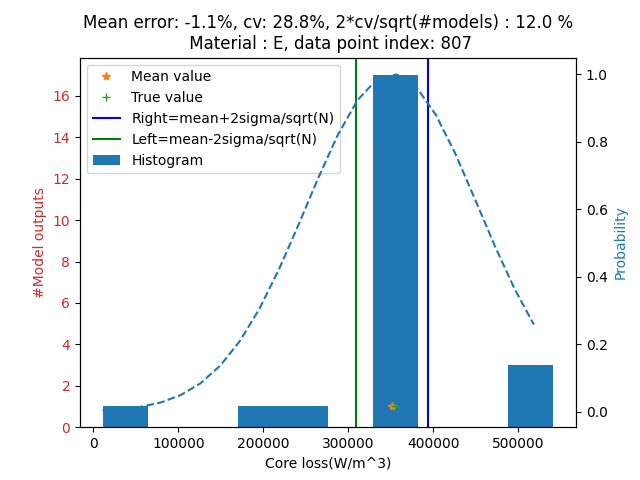 Mean error: -1.1%, cv: 28.8%, 2*cv/sqrt(#models) : 12.0 %
Material : E, data point index: 807
Mean value
True value
Right=mean+2sigma/sqrt(N)
Left=mean-2sigma/sqrt(N)
Histogram
#Model outputs
16
14
12
10
8
6
4
2
0
1.0
0.8
0.6
0.4
0.2
0.0
Probability
0 100000 200000 300000 400000 500000
Core loss(W/m^3)